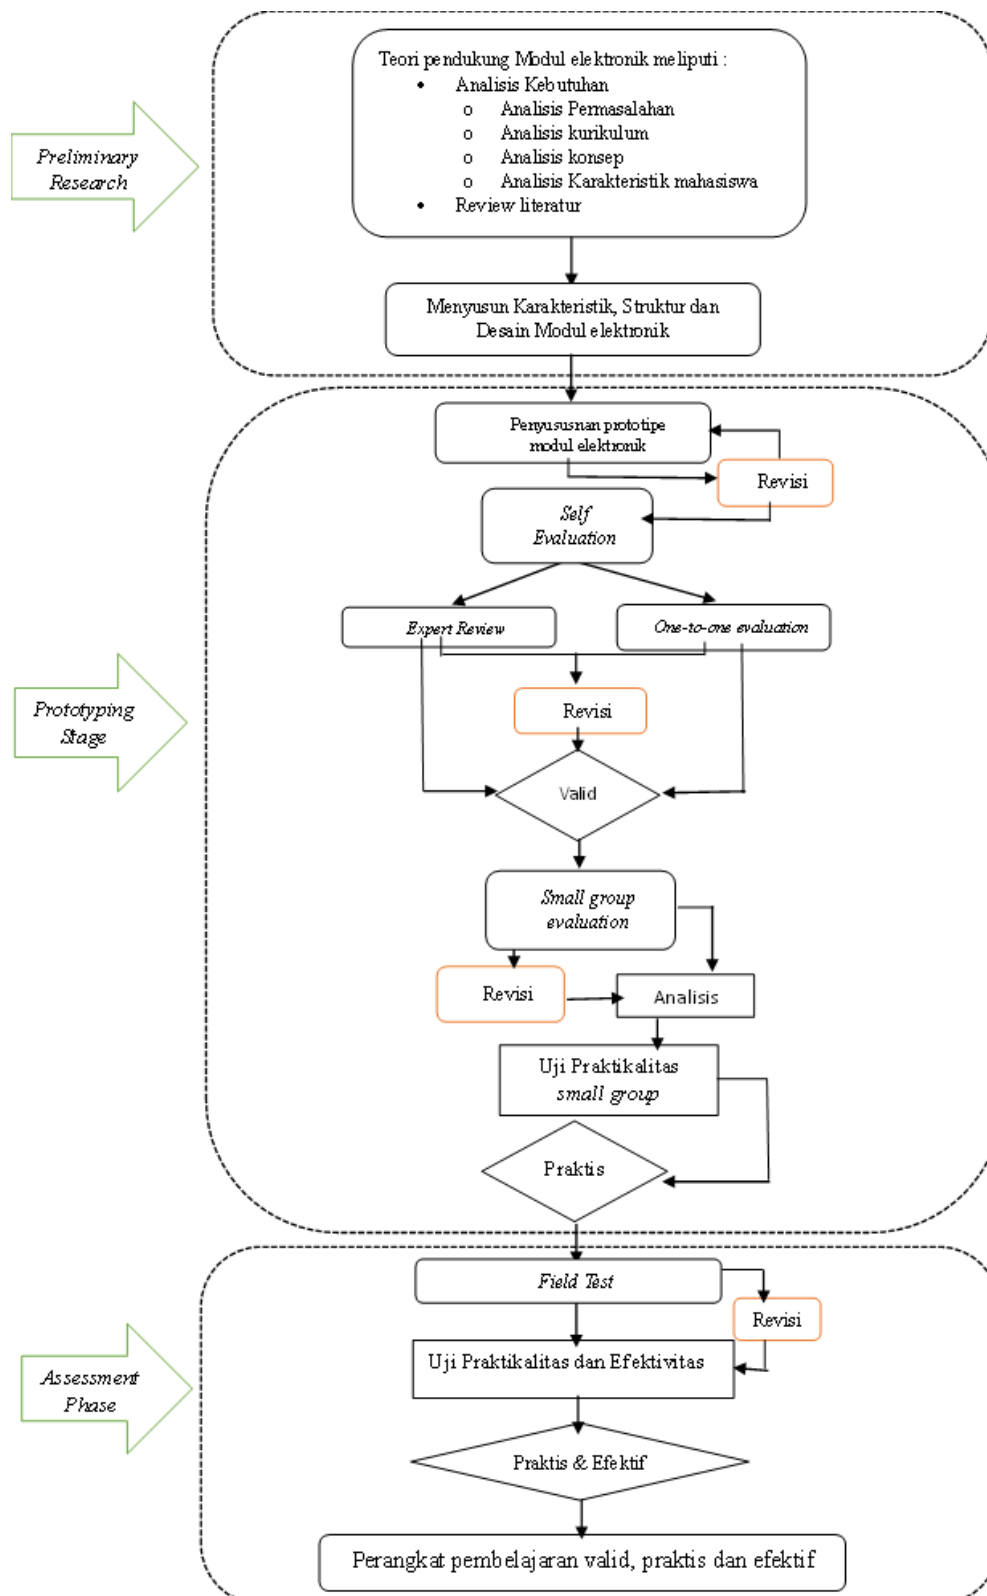 Teori pendukung Modul elektronik meliputi :
• Analisis Kebutuhan
o Analisis Permasalahan
o Analisis kurikulum
o Analisis konsep
o Analisis Karakteristik mahasiswa
• Review literatur
Preliminary
Research
Menyusun Karakteristik, Struktur dan
Desain Modul elektronik
Penyususnan prototipe
modul elektronik
Revisi
Self
Evaluation
Expert Review
One-to-one evaluation
Prototyping
Stage
Revisi
Valid
Small group
evaluation
Revisi
Analisis
Uji Praktikalitas
small group
Praktis
Field Test
Revisi
Uji Praktikalitas dan Efektivitas
Assessment
Phase
Praktis & Efektif
Perangkat pembelajaran valid, praktis dan efektif